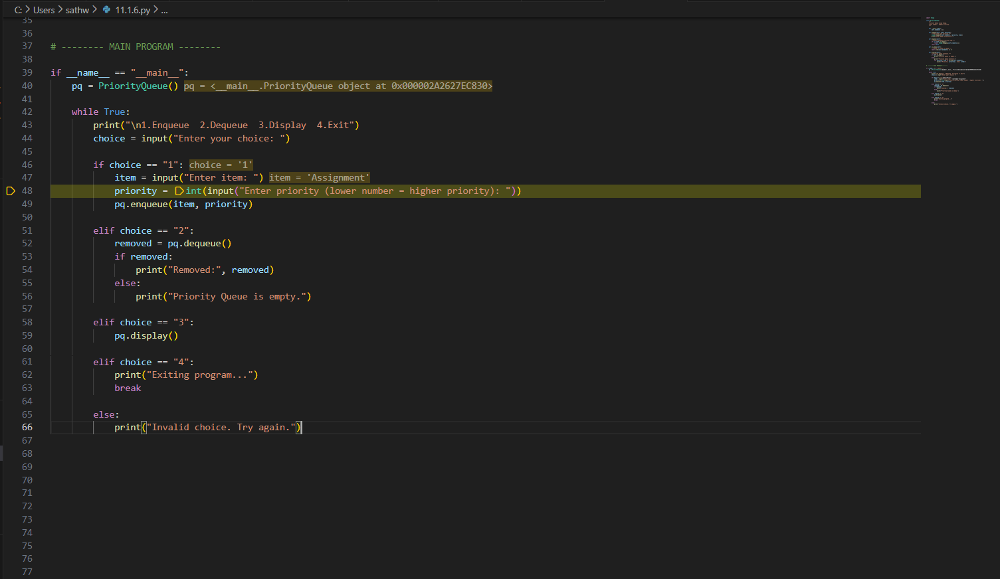 C: > Users > sathw > 11.1.6.py > ...
35
36
37 # -------- MAIN PROGRAM --------
38
39 if __name__ == "__main__":
40 pq = PriorityQueue() pq = <__main__.PriorityQueue object at 0x000002A2627EC830>
41
42 while True:
43 print("\n1.Enqueue  2.Dequeue  3.Display  4.Exit")
44 choice = input("Enter your choice: ")
45
46 if choice == "1": choice = '1'
47 item = input("Enter item: ") item = 'Assignment'
48 priority = int(input("Enter priority (lower number = higher priority): "))
49 pq.enqueue(item, priority)
50
51 elif choice == "2":
52 removed = pq.dequeue()
53 if removed:
54 print("Removed:", removed)
55 else:
56 print("Priority Queue is empty.")
57
58 elif choice == "3":
59 pq.display()
60
61 elif choice == "4":
62 print("Exiting program...")
63 break
64
65 else:
66 print("Invalid choice. Try again.")
67
68
69
70
71
72
73
74
75
76
77